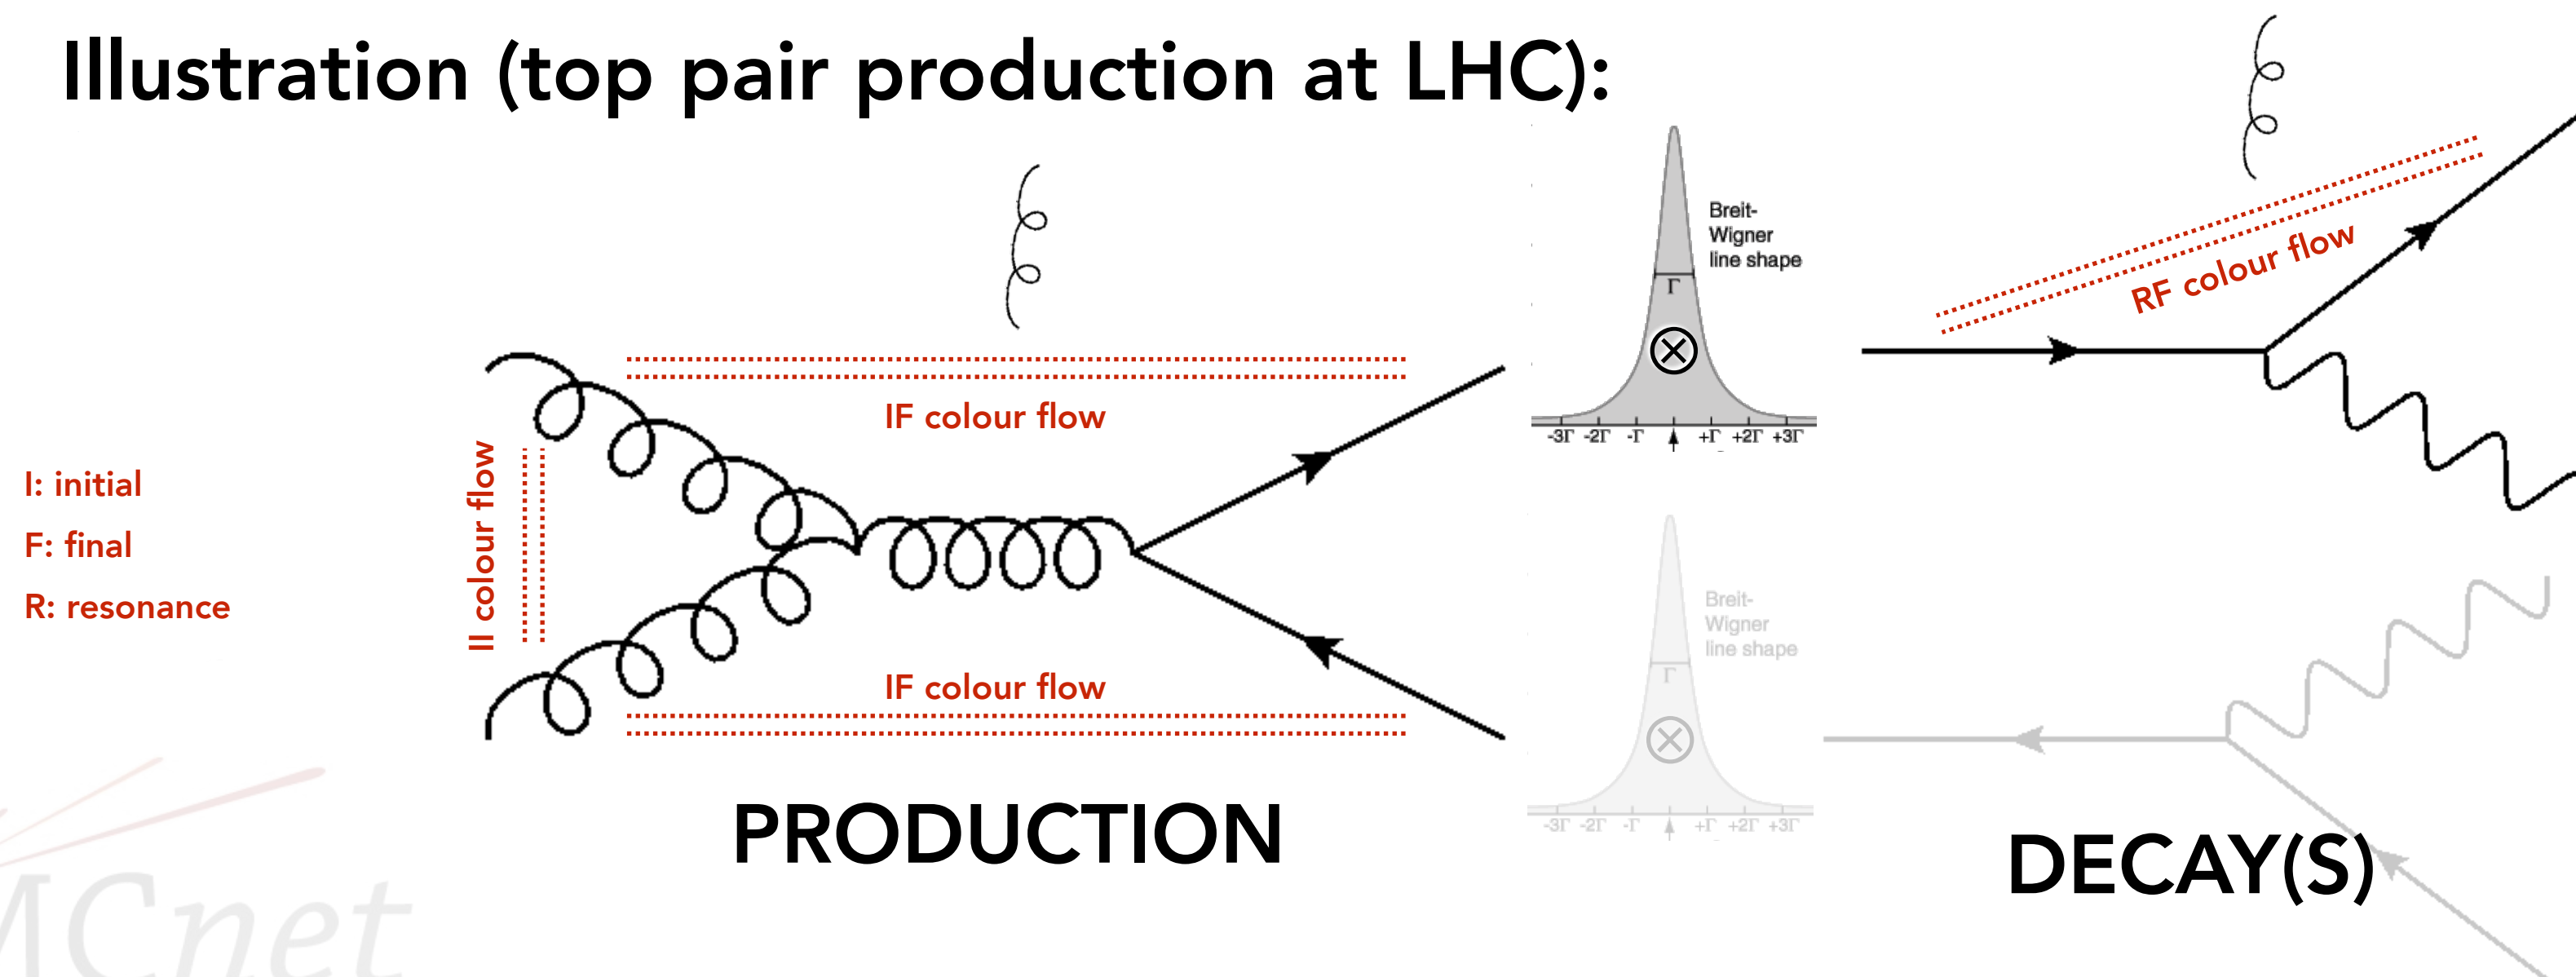 Illustration (top pair production at LHC):
Breit-
Wigner
line shape
Γ
-3Γ -2Γ -Γ +Γ +2Γ +3Γ
RF colour flow
IF colour flow
II colour flow
I: initial
F: final
R: resonance
IF colour flow
Breit-
Wigner
line shape
Γ
-3Γ -2Γ -Γ +Γ +2Γ +3Γ
PRODUCTION
DECAY(S)
MCnet